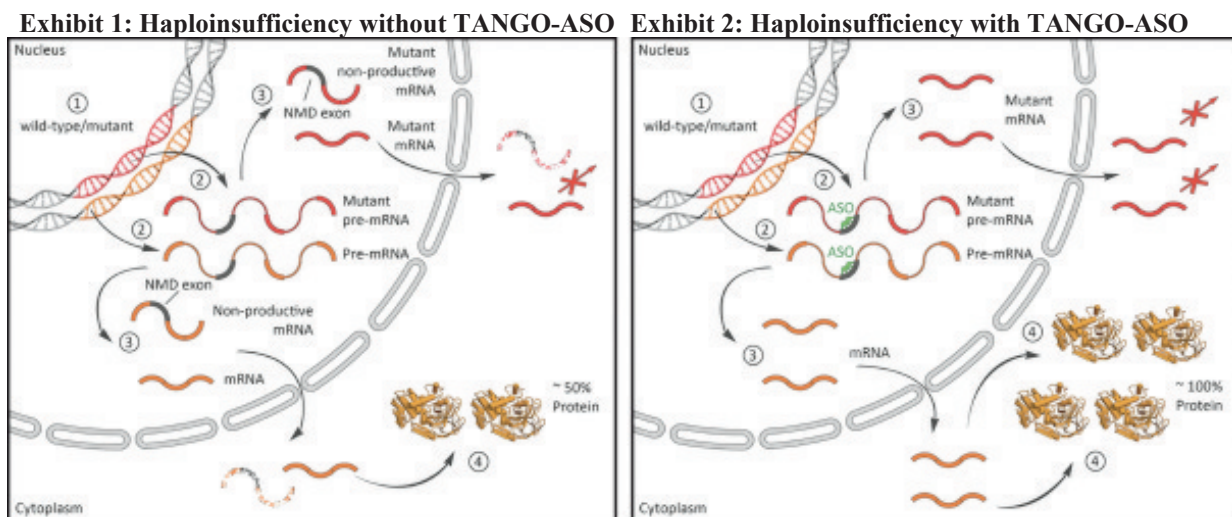 Exhibit 1: Haploinsufficiency without TANGO-ASO
Nucleus
1
wild-type/mutant
3
NMD exon
Mutant
non-productive
mRNA
Mutant
mRNA
2
Mutant
pre-mRNA
2
Pre-mRNA
NMD exon
Non-productive
mRNA
3
mRNA
~ 50%
Protein
4
Cytoplasm
Exhibit 2: Haploinsufficiency with TANGO-ASO
Nucleus
1
wild-type/mutant
3
Mutant
mRNA
2
ASO
Mutant
pre-mRNA
2
ASO
Pre-mRNA
3
mRNA
4
~ 100%
Protein
4
Cytoplasm